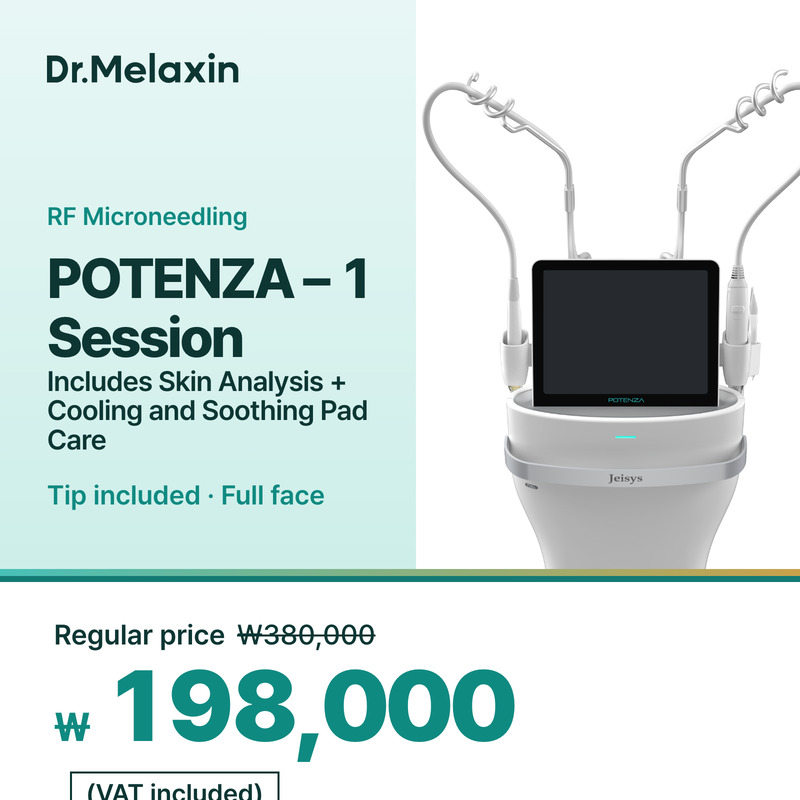 Dr.Melaxin
RF Microneedling
POTENZA – 1
Session
Includes Skin Analysis +
Cooling and Soothing Pad
Care
Tip included · Full face
POTENZA
Jeisys
Regular price ₩380,000
₩ 198,000
(VAT included)